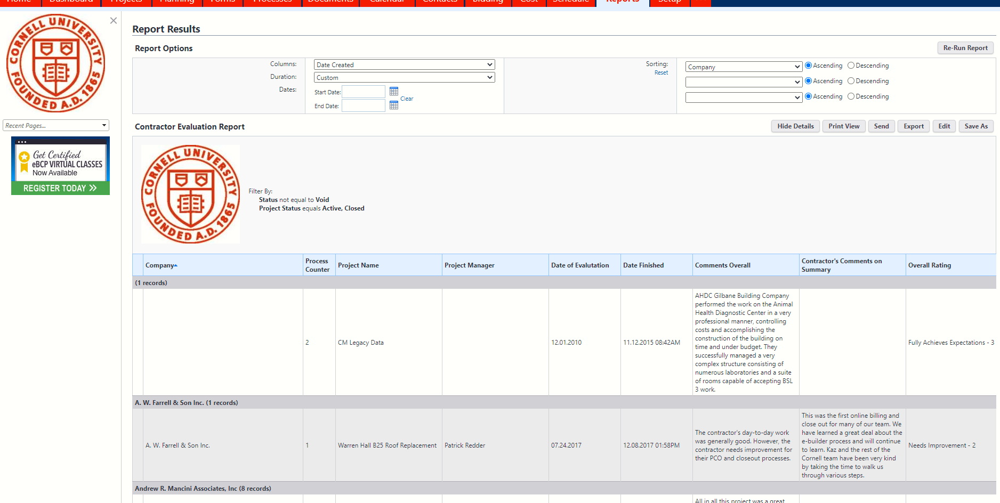 Home Dashboard Projects Planning Forms Processes Documents Calendar Contacts Bidding Cost Schedule Reports Setup
CORNELL UNIVERSITY
FOUNDED A.D. 1865
Recent Pages...
Get Certified
eBCP VIRTUAL CLASSES
Now Available
REGISTER TODAY >>
Report Results
Report Options
Re-Run Report
Columns: Date Created
Duration: Custom
Dates: Start Date:
End Date:
Clear
Sorting: Company Ascending Descending
Reset
Ascending Descending
Ascending Descending
Contractor Evaluation Report
Hide Details Print View Send Export Edit Save As
CORNELL UNIVERSITY
FOUNDED A.D. 1865
Filter By:
Status not equal to Void
Project Status equals Active, Closed
Company
Process
Counter
Project Name
Project Manager
Date of Evalutation
Date Finished
Comments Overall
Contractor's Comments on
Summary
Overall Rating
(1 records)
2
CM Legacy Data
12.01.2010
11.12.2015 08:42AM
AHDC Gilbane Building Company
performed the work on the Animal
Health Diagnostic Center in a very
professional manner, controlling
costs and accomplishing the
construction of the building on
time and under budget. They
successfully managed a very
complex structure consisting of
numerous laboratories and a suite
of rooms capable of accepting BSL
3 work.
Fully Achieves Expectations - 3
A. W. Farrell & Son Inc. (1 records)
A. W. Farrell & Son Inc.
1
Warren Hall B25 Roof Replacement
Patrick Redder
07.24.2017
12.08.2017 01:58PM
The contractor's day-to-day work
was generally good. However, the
contractor needs improvement for
their PCO and closeout processes.
This was the first online billing and
close out for many of our team. We
have learned a great deal about the
e-builder process and will continue
to learn. Kaz and the rest of the
Cornell team have been very kind
by taking the time to walk us
through various steps.
Needs Improvement - 2
Andrew R. Mancini Associates, Inc (8 records)
All in all this project was a great